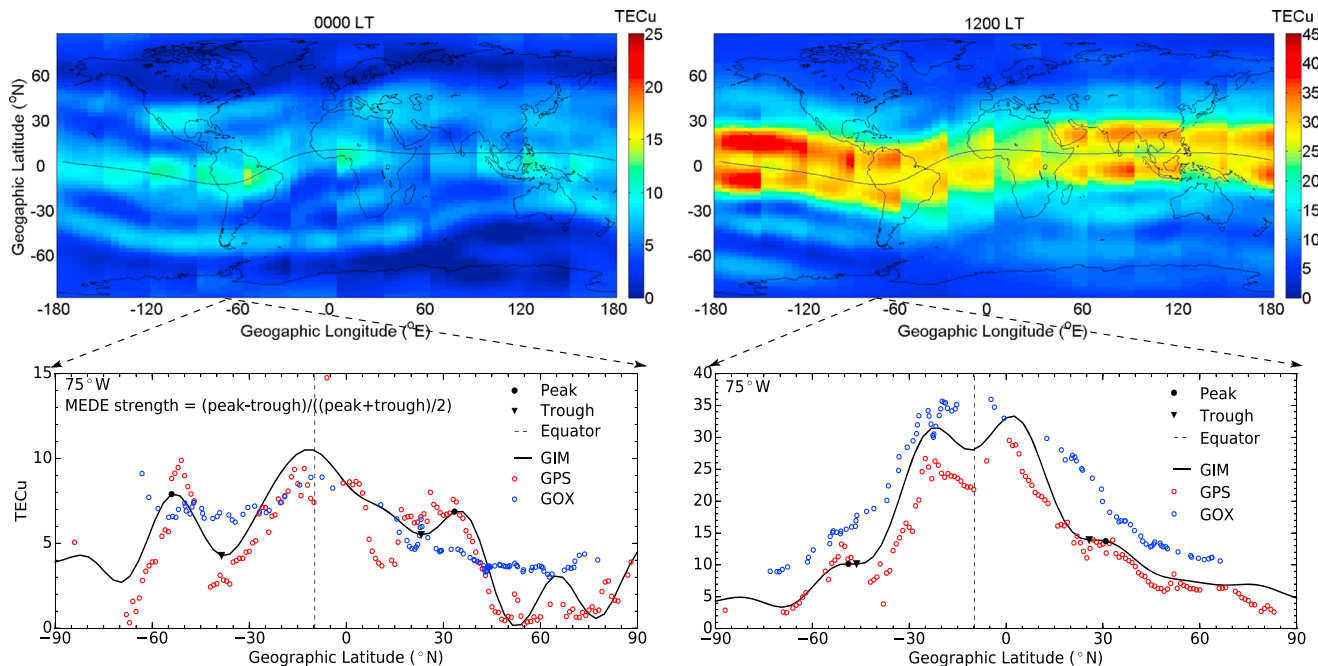 0000 LT
TECu
Geographic Latitude (°N)
60
30
0
-30
-60
25
20
15
10
5
0
-180 -120 -60 0 60 120 180
Geogaphic Longitude (°E)
1200 LT
TECu
60
30
0
-30
-60
45
40
35
30
25
20
15
10
5
0
-180 -120 -60 0 60 120 180
Geogaphic Longitude (°E)
75°W
MEDE strength = (peak-trough)/((peak+trough)/2)
Peak
Trough
Equator
GIM
GPS
GOX
TECu
15
10
5
0
−90 −60 −30 0 30 60 90
Geographic Latitude (°N)
75°W
Peak
Trough
Equator
GIM
GPS
GOX
40
35
30
25
20
15
10
5
0
−90 −60 −30 0 30 60 90
Geographic Latitude (°N)